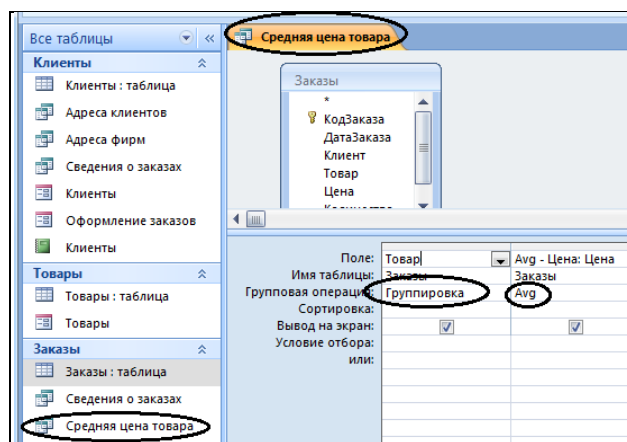 Все таблицы
Клиенты
Клиенты : таблица
Адреса клиентов
Адреса фирм
Сведения о заказах
Клиенты
Оформление заказов
Клиенты
Товары
Товары : таблица
Товары
Заказы
Заказы : таблица
Сведения о заказах
Средняя цена товара
Средняя цена товара
Заказы
*
КодЗаказа
ДатаЗаказа
Клиент
Товар
Цена
Поле: Товар Avg - Цена: Цена
Имя таблицы: Заказы Заказы
Групповая операция: Группировка Avg
Сортировка:
Вывод на экран:
Условие отбора:
или: